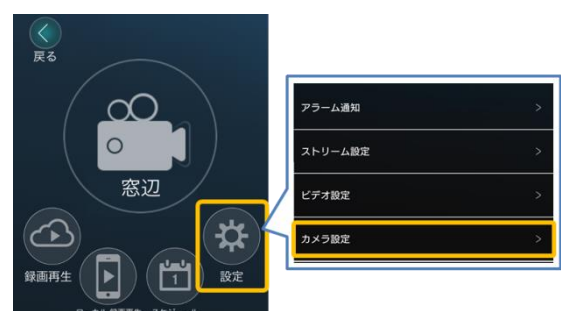 戻る
窓辺
録画再生
1
設定
アラーム通知
ストリーム設定
ビデオ設定
カメラ設定